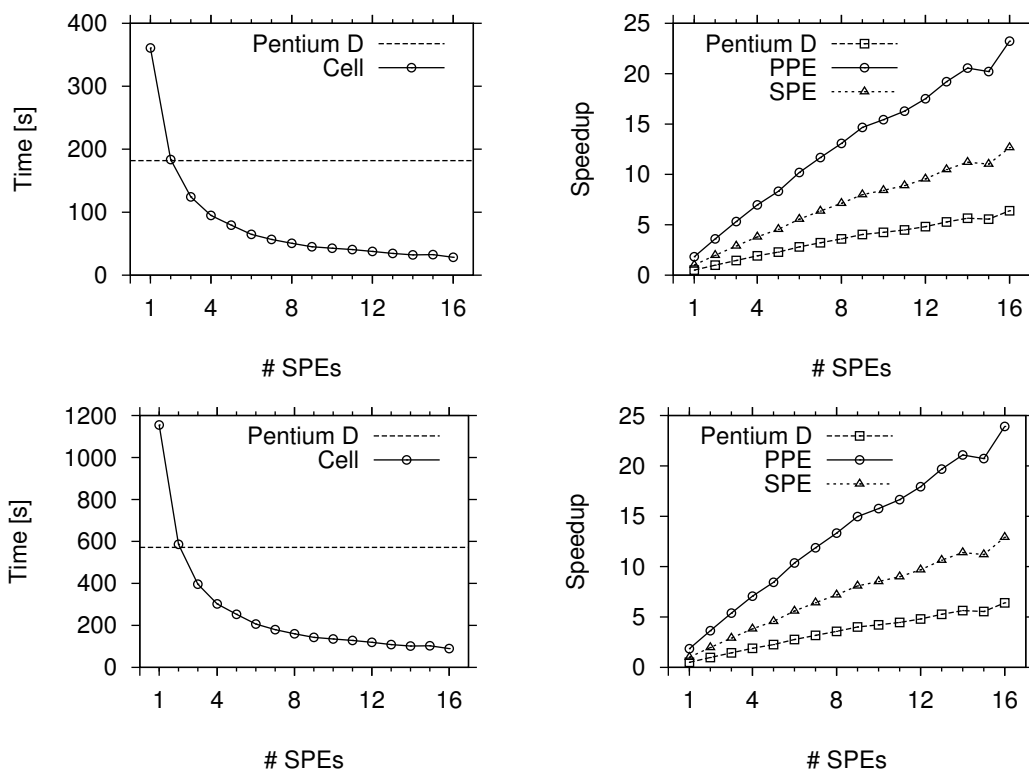 400
350
300
200
100
0
Time [s]
Pentium D
Cell
1 4 8 12 16
# SPEs
25
20
15
10
5
0
Speedup
Pentium D
PPE
SPE
1 4 8 12 16
# SPEs
1200
1000
800
600
400
200
0
Time [s]
Pentium D
Cell
1 4 8 12 16
# SPEs
25
20
15
10
5
0
Speedup
Pentium D
PPE
SPE
1 4 8 12 16
# SPEs